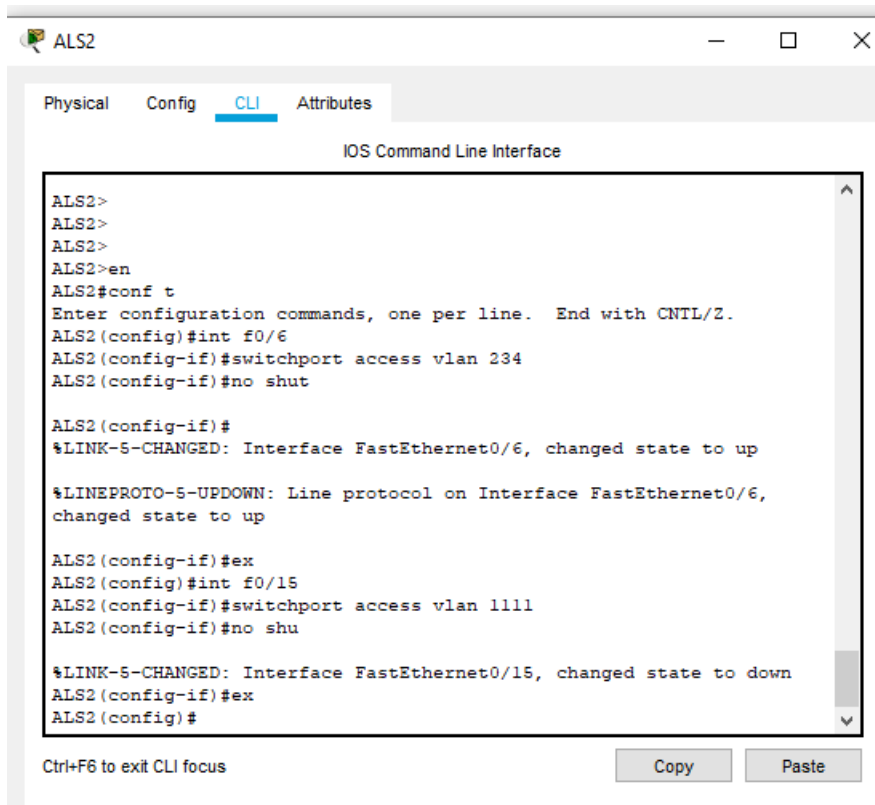 ALS2
Physical Config CLI Attributes
IOS Command Line Interface
ALS2>
ALS2>
ALS2>
ALS2>en
ALS2#conf t
Enter configuration commands, one per line.  End with CNTL/Z.
ALS2(config)#int f0/6
ALS2(config-if)#switchport access vlan 234
ALS2(config-if)#no shut
ALS2(config-if)#
%LINK-5-CHANGED: Interface FastEthernet0/6, changed state to up
%LINEPROTO-5-UPDOWN: Line protocol on Interface FastEthernet0/6,
changed state to up
ALS2(config-if)#ex
ALS2(config)#int f0/15
ALS2(config-if)#switchport access vlan 1111
ALS2(config-if)#no shu
%LINK-5-CHANGED: Interface FastEthernet0/15, changed state to down
ALS2(config-if)#ex
ALS2(config)#
Ctrl+F6 to exit CLI focus
Copy Paste